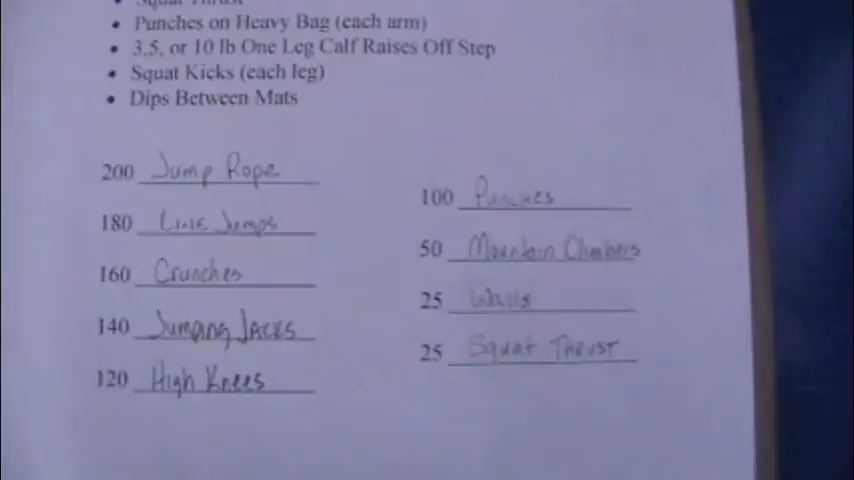 Squat Thrust
• Punches on Heavy Bag (each arm)
• 3,5, or 10 lb One Leg Calf Raises Off Step
• Squat Kicks (each leg)
• Dips Between Mats
200 Jump Rope
180 Line Jumps
160 Crunches
140 Jumping Jacks
120 High Knees
100 Punches
50 Mountain Climbers
25 Walls
25 Squat Thrust